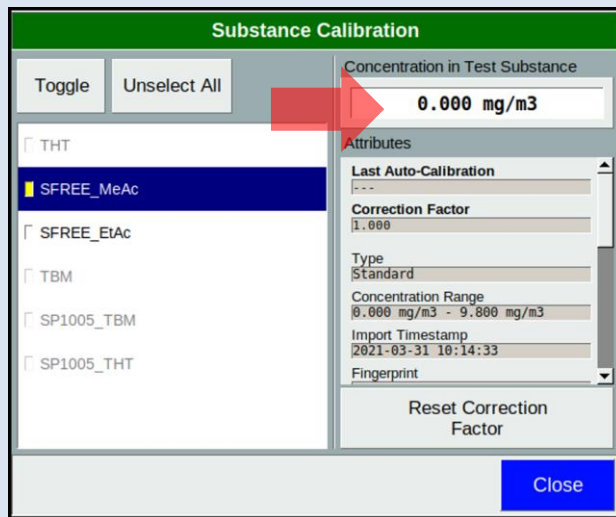 Substance Calibration
Toggle
Unselect All
THT
SFREE_MeAc
SFREE_EtAc
TBM
SP1005_TBM
SP1005_THT
Concentration in Test Substance
0.000 mg/m3
Attributes
Last Auto-Calibration
---
Correction Factor
1.000
Type
Standard
Concentration Range
0.000 mg/m3 - 9.800 mg/m3
Import Timestamp
2021-03-31 10:14:33
Fingerprint
Reset Correction
Factor
Close